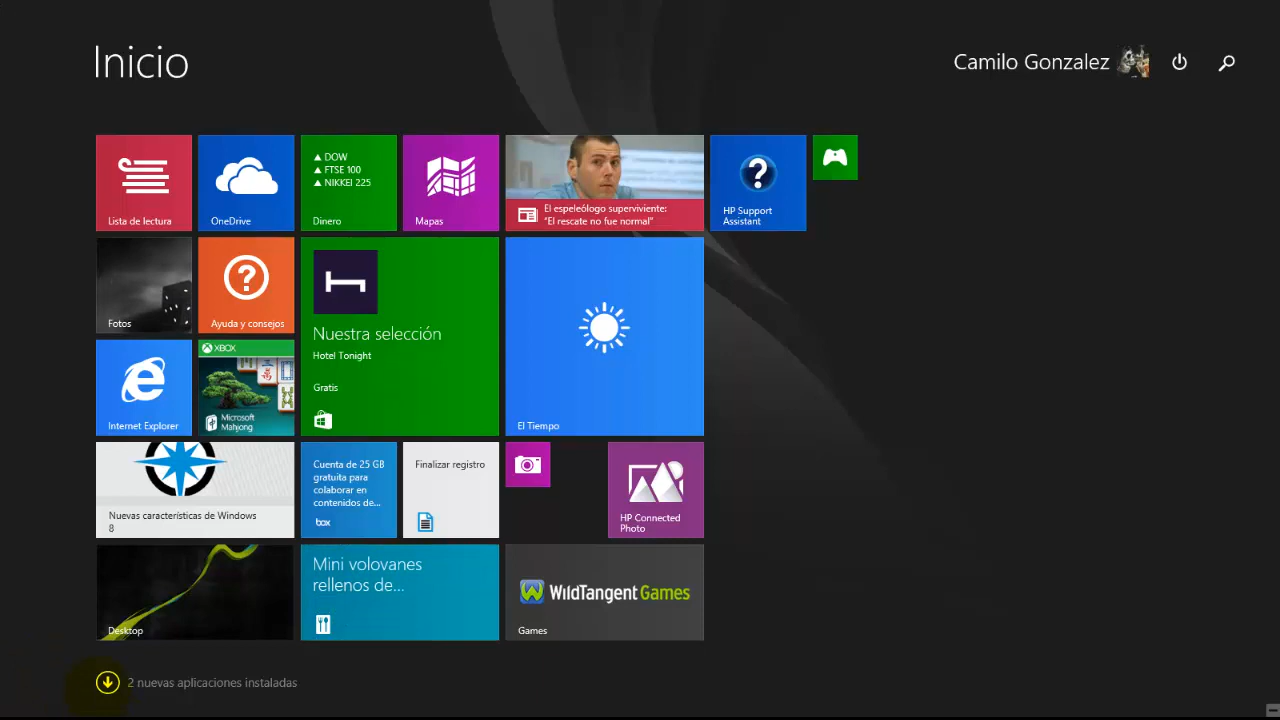 Inicio
Camilo Gonzalez
Lista de lectura
OneDrive
▲ DOW
▲ FTSE 100
▲ NIKKEI 225
Dinero
Mapas
El espeleólogo superviviente:
"El rescate no fue normal"
HP Support
Assistant
Fotos
Ayuda y consejos
Nuestra selección
Hotel Tonight
Gratis
El Tiempo
Internet Explorer
XBOX
Microsoft
Mahjong
Nuevas características de Windows
8
Cuenta de 25 GB
gratuita para
colaborar en
contenidos de...
box
Finalizar registro
HP Connected
Photo
Desktop
Mini volovanes
rellenos de...
WildTangent Games
Games
2 nuevas aplicaciones instaladas